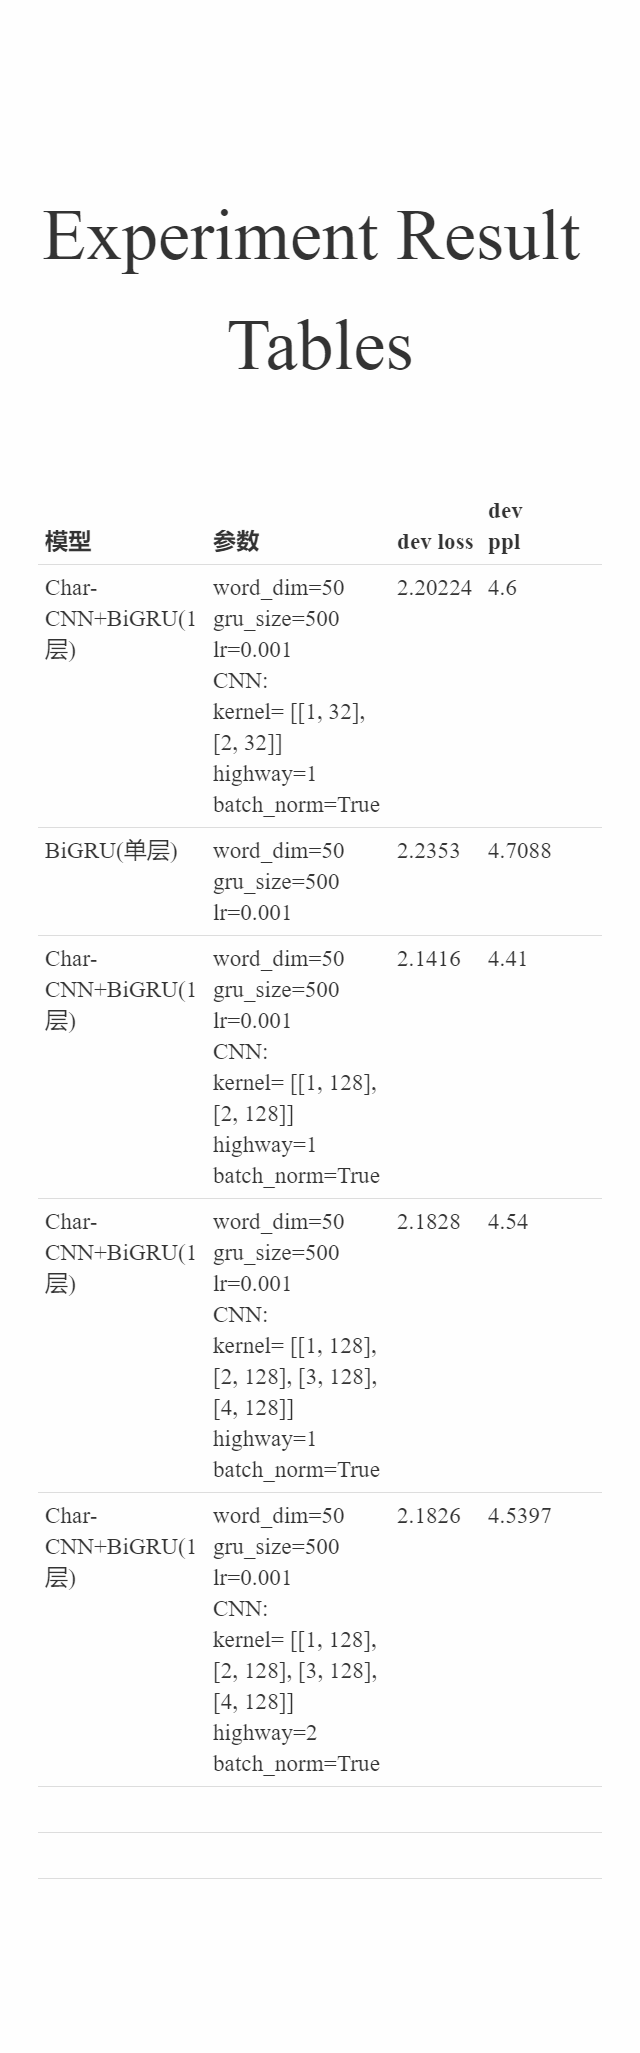 Experiment Result
Tables
模型 参数 dev loss dev ppl
Char-
CNN+BiGRU(1
层)
word_dim=50
gru_size=500
lr=0.001
CNN:
kernel= [[1, 32],
[2, 32]]
highway=1
batch_norm=True
2.20224
4.6
BiGRU(单层)
word_dim=50
gru_size=500
lr=0.001
2.2353
4.7088
Char-
CNN+BiGRU(1
层)
word_dim=50
gru_size=500
lr=0.001
CNN:
kernel= [[1, 128],
[2, 128]]
highway=1
batch_norm=True
2.1416
4.41
Char-
CNN+BiGRU(1
层)
word_dim=50
gru_size=500
lr=0.001
CNN:
kernel= [[1, 128],
[2, 128], [3, 128],
[4, 128]]
highway=1
batch_norm=True
2.1828
4.54
Char-
CNN+BiGRU(1
层)
word_dim=50
gru_size=500
lr=0.001
CNN:
kernel= [[1, 128],
[2, 128], [3, 128],
[4, 128]]
highway=2
batch_norm=True
2.1826
4.5397